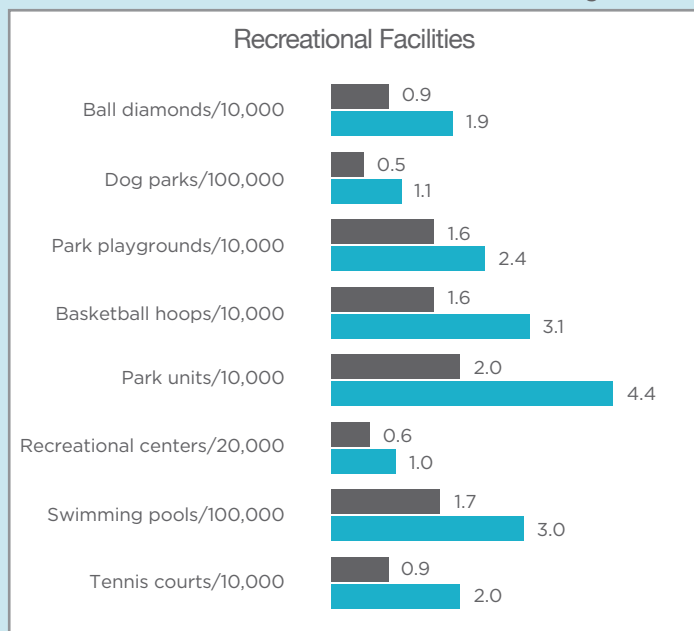 Recreational Facilities
Ball diamonds/10,000
0.9
1.9
Dog parks/100,000
0.5
1.1
Park playgrounds/10,000
1.6
2.4
Basketball hoops/10,000
1.6
3.1
Park units/10,000
2.0
4.4
Recreational centers/20,000
0.6
1.0
Swimming pools/100,000
1.7
3.0
Tennis courts/10,000
0.9
2.0